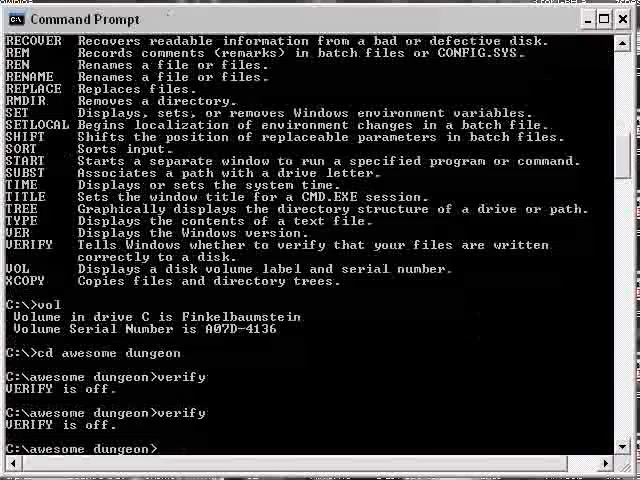 Command Prompt
RECOVER  Recovers readable information from a bad or defective disk.
REM      Records comments (remarks) in batch files or CONFIG.SYS.
REN      Renames a file or files.
RENAME   Renames a file or files.
REPLACE  Replaces files.
RMDIR    Removes a directory.
SET      Displays, sets, or removes Windows environment variables.
SETLOCAL Begins localization of environment changes in a batch file.
SHIFT    Shifts the position of replaceable parameters in batch files.
SORT     Sorts input.
START    Starts a separate window to run a specified program or command.
SUBST    Associates a path with a drive letter.
TIME     Displays or sets the system time.
TITLE    Sets the window title for a CMD.EXE session.
TREE     Graphically displays the directory structure of a drive or path.
TYPE     Displays the contents of a text file.
VER      Displays the Windows version.
VERIFY   Tells Windows whether to verify that your files are written
correctly to a disk.
VOL      Displays a disk volume label and serial number.
XCOPY    Copies files and directory trees.
C:\>vol
Volume in drive C is Finkelbaumstein
Volume Serial Number is A07D-4136
C:\>cd awesome dungeon
C:\awesome dungeon>verify
VERIFY is off.
C:\awesome dungeon>verify
VERIFY is off.
C:\awesome dungeon>